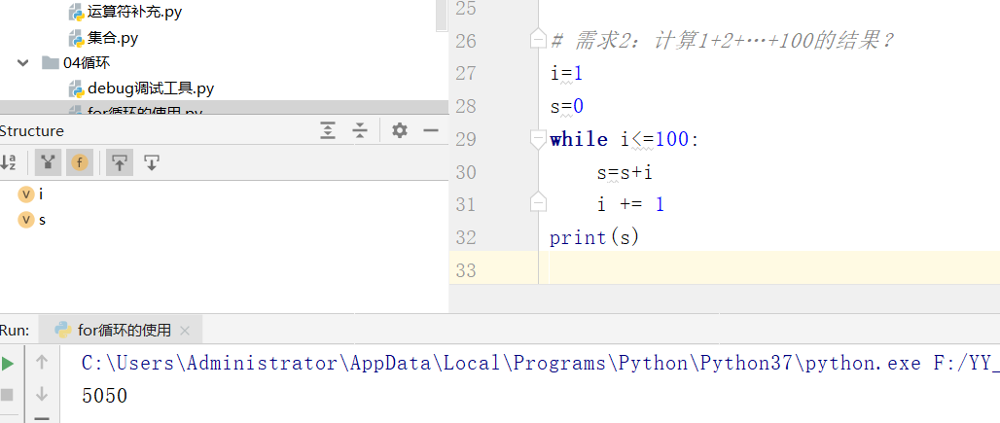 运算符补充.py
集合.py
04循环
debug调试工具.py
for循环的使用.py
Structure
i
s
25
26 # 需求2：计算1+2+…+100的结果？
27 i=1
28 s=0
29 while i<=100:
30 s=s+i
31 i += 1
32 print(s)
33
Run: for循环的使用
C:\Users\Administrator\AppData\Local\Programs\Python\Python37\python.exe F:/YY_
5050